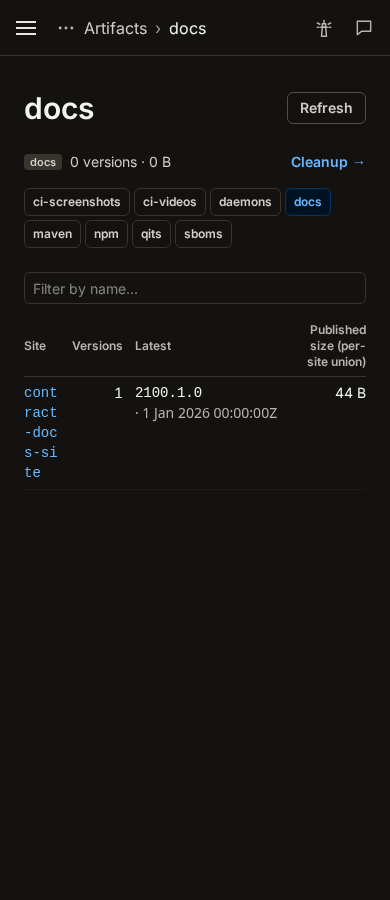 Artifacts › docs
docs
Refresh
docs 0 versions · 0 B
Cleanup →
ci-screenshots ci-videos daemons docs
maven npm qits sboms
Filter by name...
Site Versions Latest Published size (per-site union)
cont
ract
-doc
s-si
te
1 2100.1.0 44 B
· 1 Jan 2026 00:00:00Z